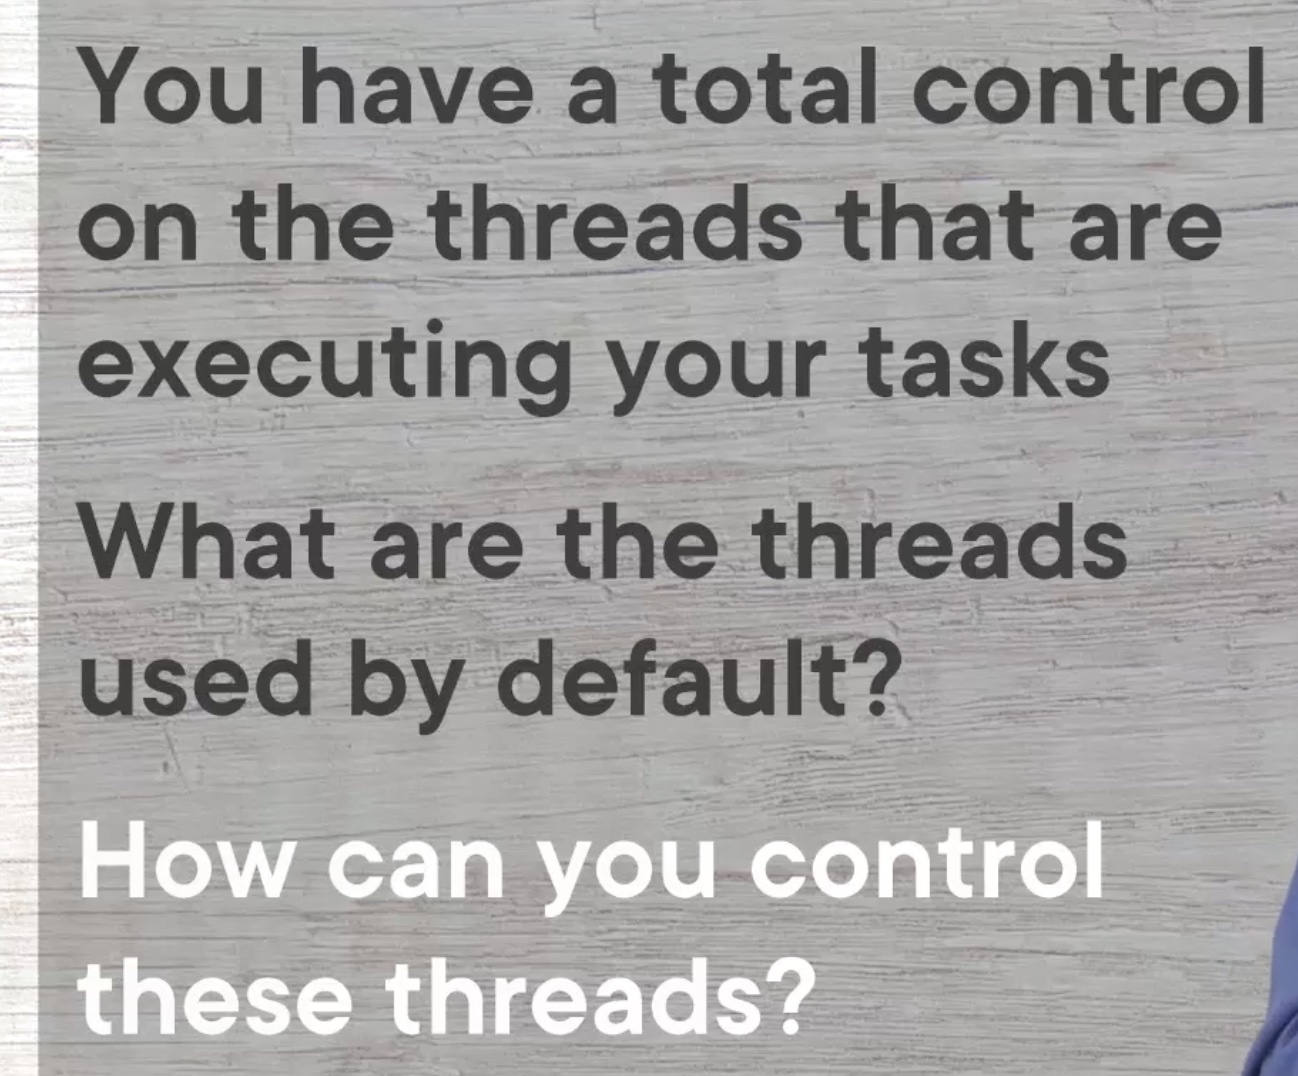 You have a total control
on the threads that are
executing your tasks
What are the threads
used by default?
How can you control
these threads?